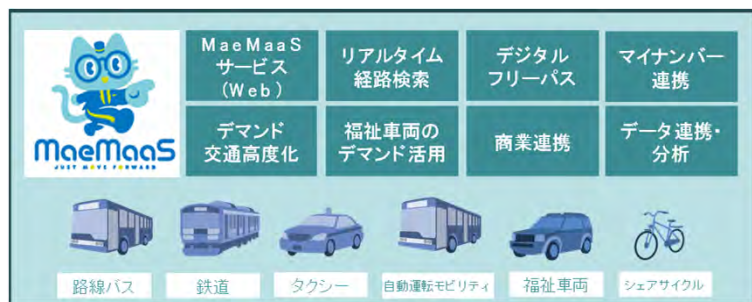 MaeMaaS
サービス
(Web)
リアルタイム
経路検索
デジタル
フリーパス
マイナンバー
連携
MaeMaaS
JUST MOVE FORWARD
デマンド
交通高度化
福祉車両の
デマンド活用
商業連携
データ連携・
分析
路線バス
鉄道
タクシー
自動運転モビリティ
福祉車両
シェアサイクル